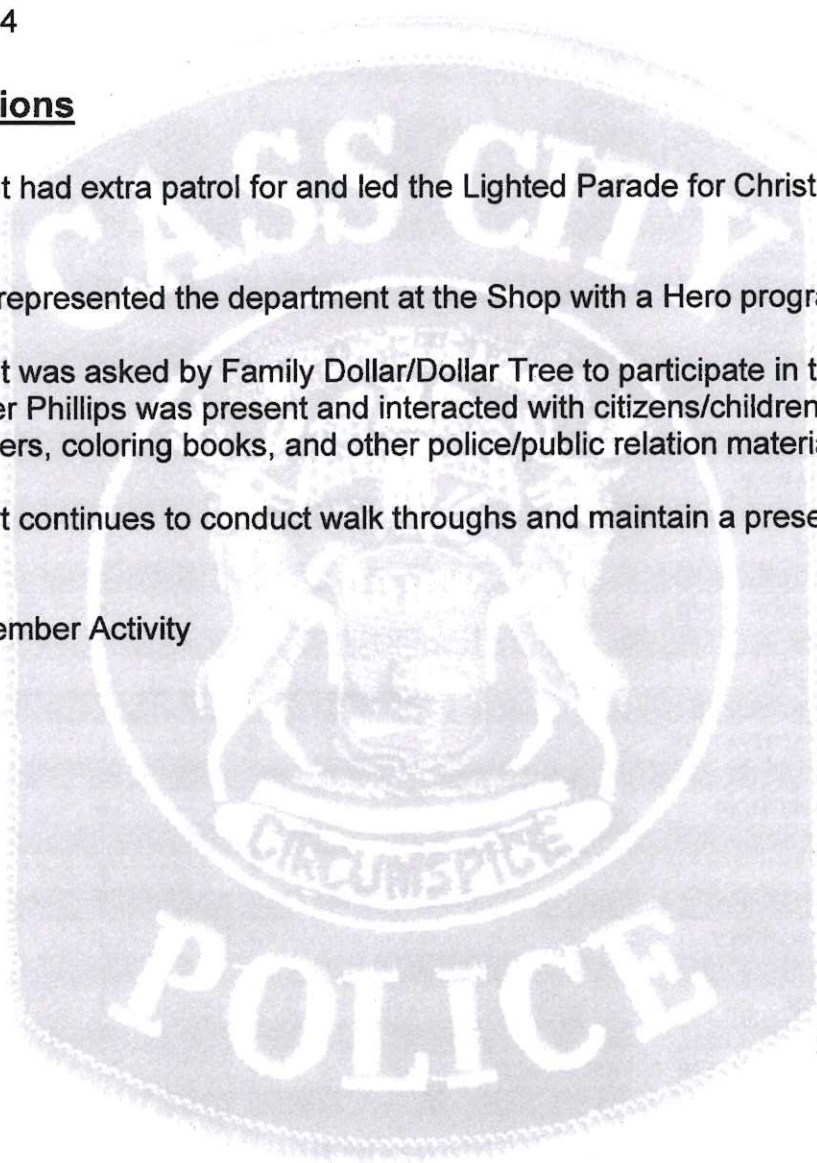 4
ions
t had extra patrol for and led the Lighted Parade for Christ
represented the department at the Shop with a Hero progra
t was asked by Family Dollar/Dollar Tree to participate in t
er Phillips was present and interacted with citizens/children
ers, coloring books, and other police/public relation materia
t continues to conduct walk throughs and maintain a prese
ember Activity
CASS CITY
CIRCUMSPICE
POLICE